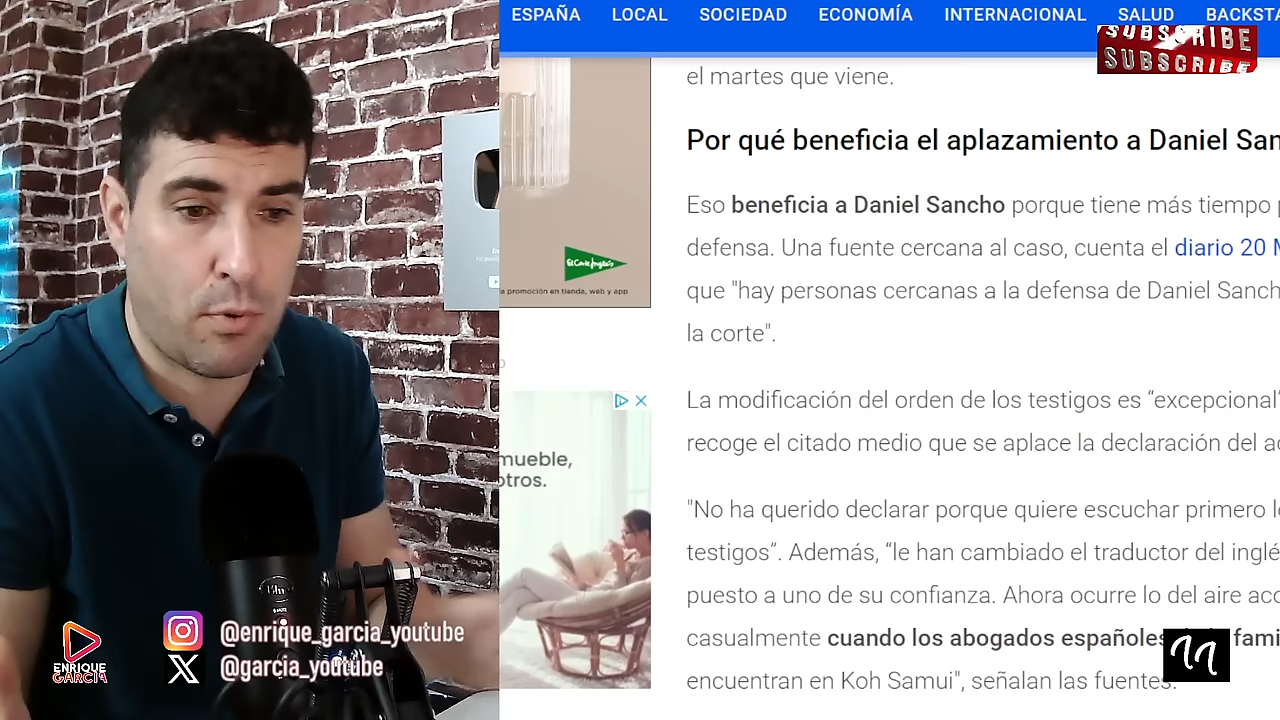 ESPAÑA LOCAL SOCIEDAD ECONOMÍA INTERNACIONAL SALUD
SUBSCRIBE
SUBSCRIBE
el martes que viene.
Por qué beneficia el aplazamiento a Daniel
Eso beneficia a Daniel Sancho porque tiene más tiempo
defensa. Una fuente cercana al caso, cuenta el diario 20
que "hay personas cercanas a la defensa de Daniel
la corte".
La modificación del orden de los testigos es “excepcional”
recoge el citado medio que se aplace la declaración del
"No ha querido declarar porque quiere escuchar primero
testigos”. Además, “le han cambiado el traductor del
puesto a uno de su confianza. Ahora ocurre lo del aire
casualmente cuando los abogados españoles
encuentran en Koh Samui", señalan las fuentes.
El Corte Inglés
a promoción en tienda, web y app
mueble,
otros.
Blue
ENRIQUE
GARCIA
@enrique_garcia_youtube
@garcia_youtube